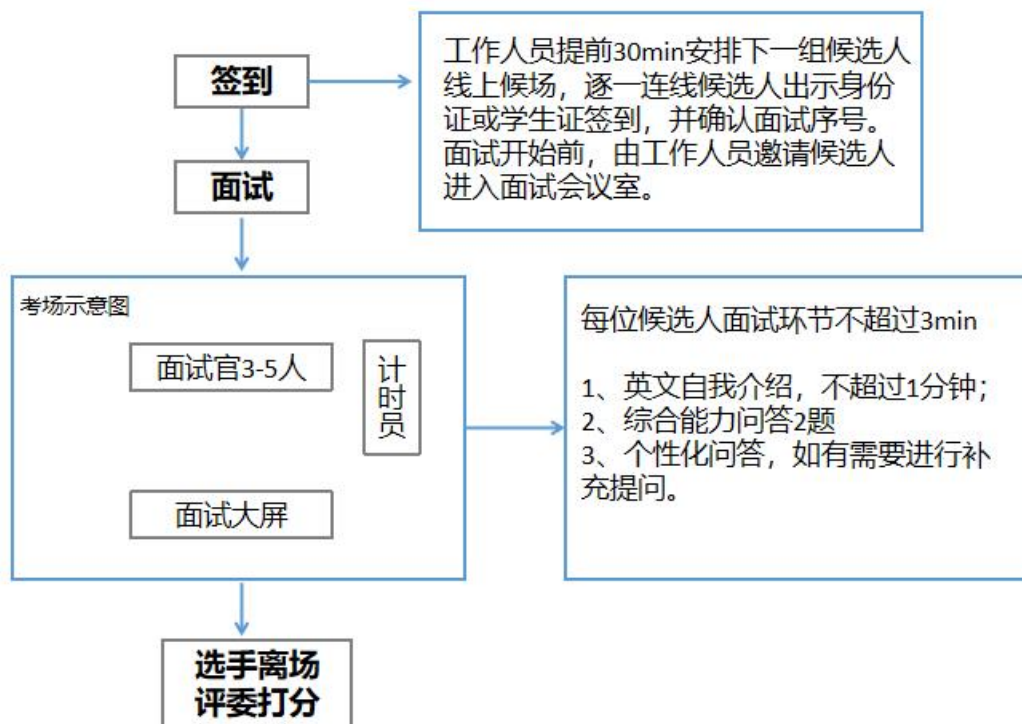 签到
工作人员提前30min安排下一组候选人
线上候场，逐一连线候选人出示身份
证或学生证签到，并确认面试序号。
面试开始前，由工作人员邀请候选人
进入面试会议室。
面试
考场示意图
面试官3-5人
计
时
员
面试大屏
每位候选人面试环节不超过3min
1、英文自我介绍，不超过1分钟；
2、综合能力问答2题
3、个性化问答，如有需要进行补
充提问。
选手离场
评委打分